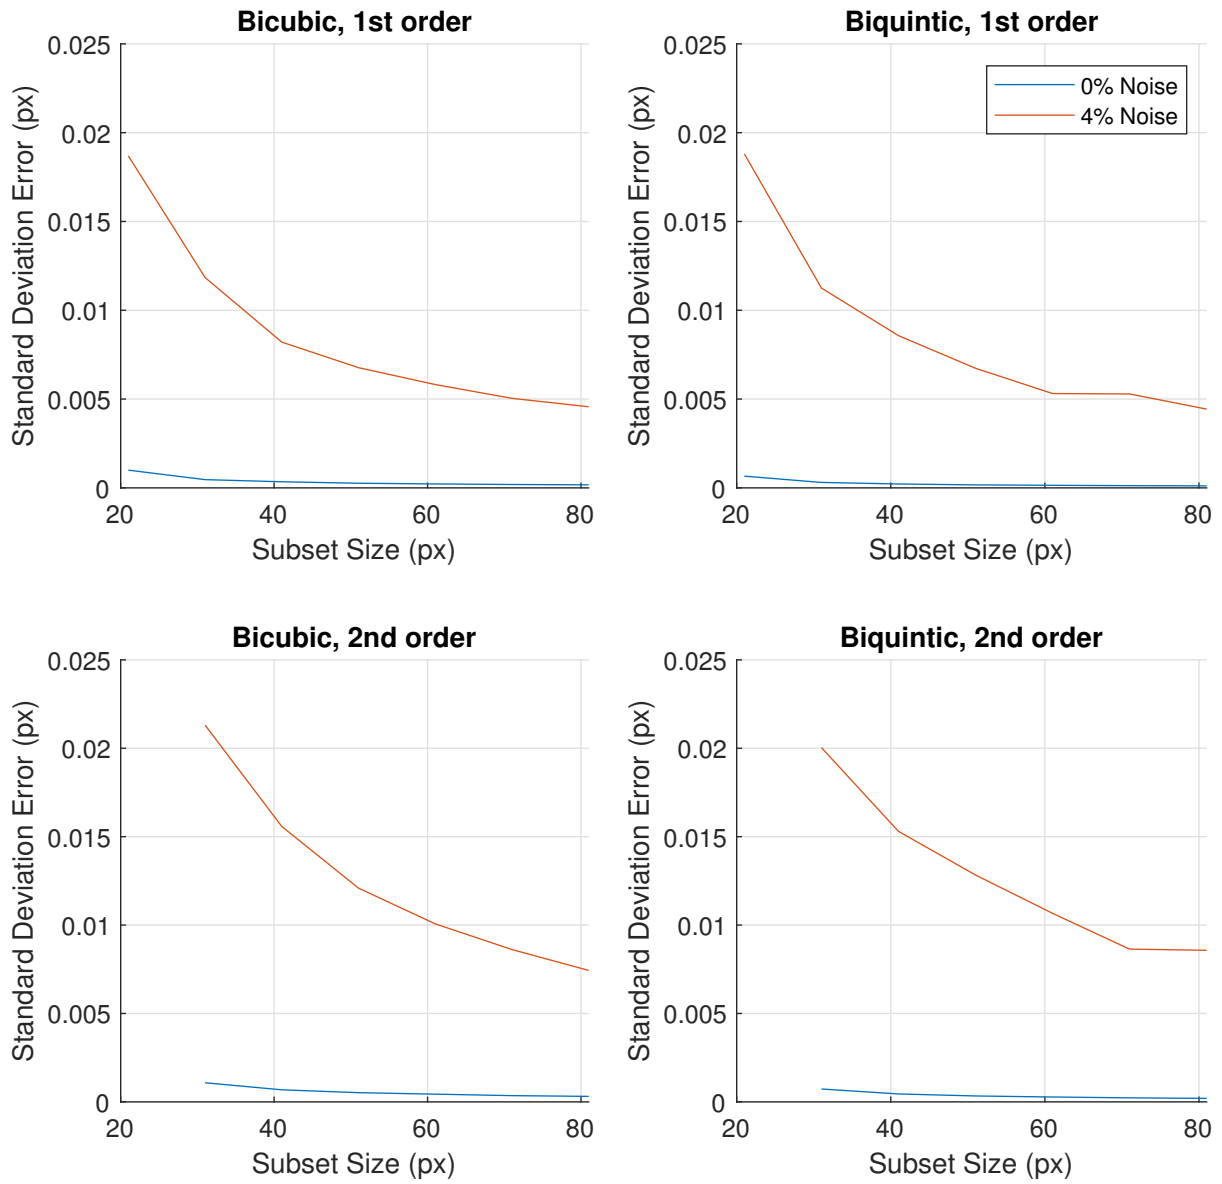 Bicubic, 1st order
Standard Deviation Error (px)
0.025
0.02
0.015
0.01
0.005
0
20 40 60 80
Subset Size (px)
Biquintic, 1st order
Standard Deviation Error (px)
0.025
0.02
0.015
0.01
0.005
0
0% Noise
4% Noise
20 40 60 80
Subset Size (px)
Bicubic, 2nd order
Standard Deviation Error (px)
0.025
0.02
0.015
0.01
0.005
0
20 40 60 80
Subset Size (px)
Biquintic, 2nd order
Standard Deviation Error (px)
0.025
0.02
0.015
0.01
0.005
0
20 40 60 80
Subset Size (px)